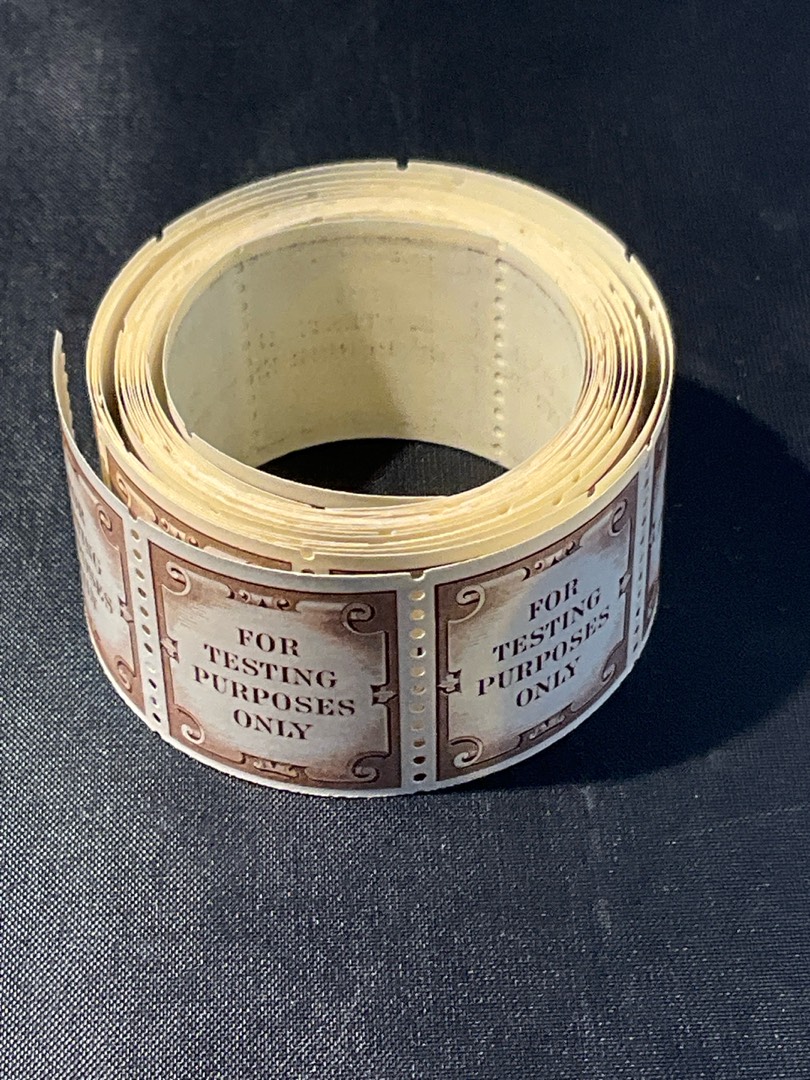 FOR
TESTING
PURPOSES
ONLY
FOR
TESTING
PURPOSES
ONLY